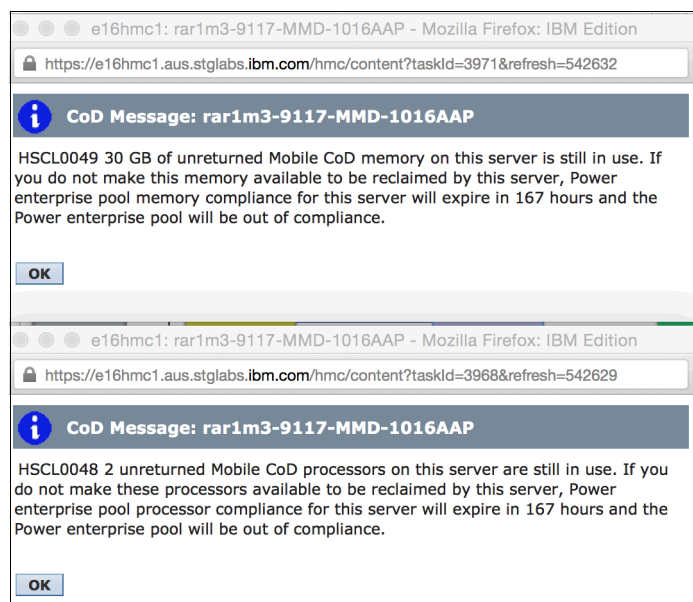 e16hmc1: rar1m3-9117-MMD-1016AAP - Mozilla Firefox: IBM Edition
https://e16hmc1.aus.stglabs.ibm.com/hmc/content?taskId=3971&refresh=542632
CoD Message: rar1m3-9117-MMD-1016AAP
HSCL0049 30 GB of unreturned Mobile CoD memory on this server is still in use. If
you do not make this memory available to be reclaimed by this server, Power
enterprise pool memory compliance for this server will expire in 167 hours and the
Power enterprise pool will be out of compliance.
OK
e16hmc1: rar1m3-9117-MMD-1016AAP - Mozilla Firefox: IBM Edition
https://e16hmc1.aus.stglabs.ibm.com/hmc/content?taskId=3968&refresh=542629
CoD Message: rar1m3-9117-MMD-1016AAP
HSCL0048 2 unreturned Mobile CoD processors on this server are still in use. If you
do not make these processors available to be reclaimed by this server, Power
enterprise pool processor compliance for this server will expire in 167 hours and the
Power enterprise pool will be out of compliance.
OK